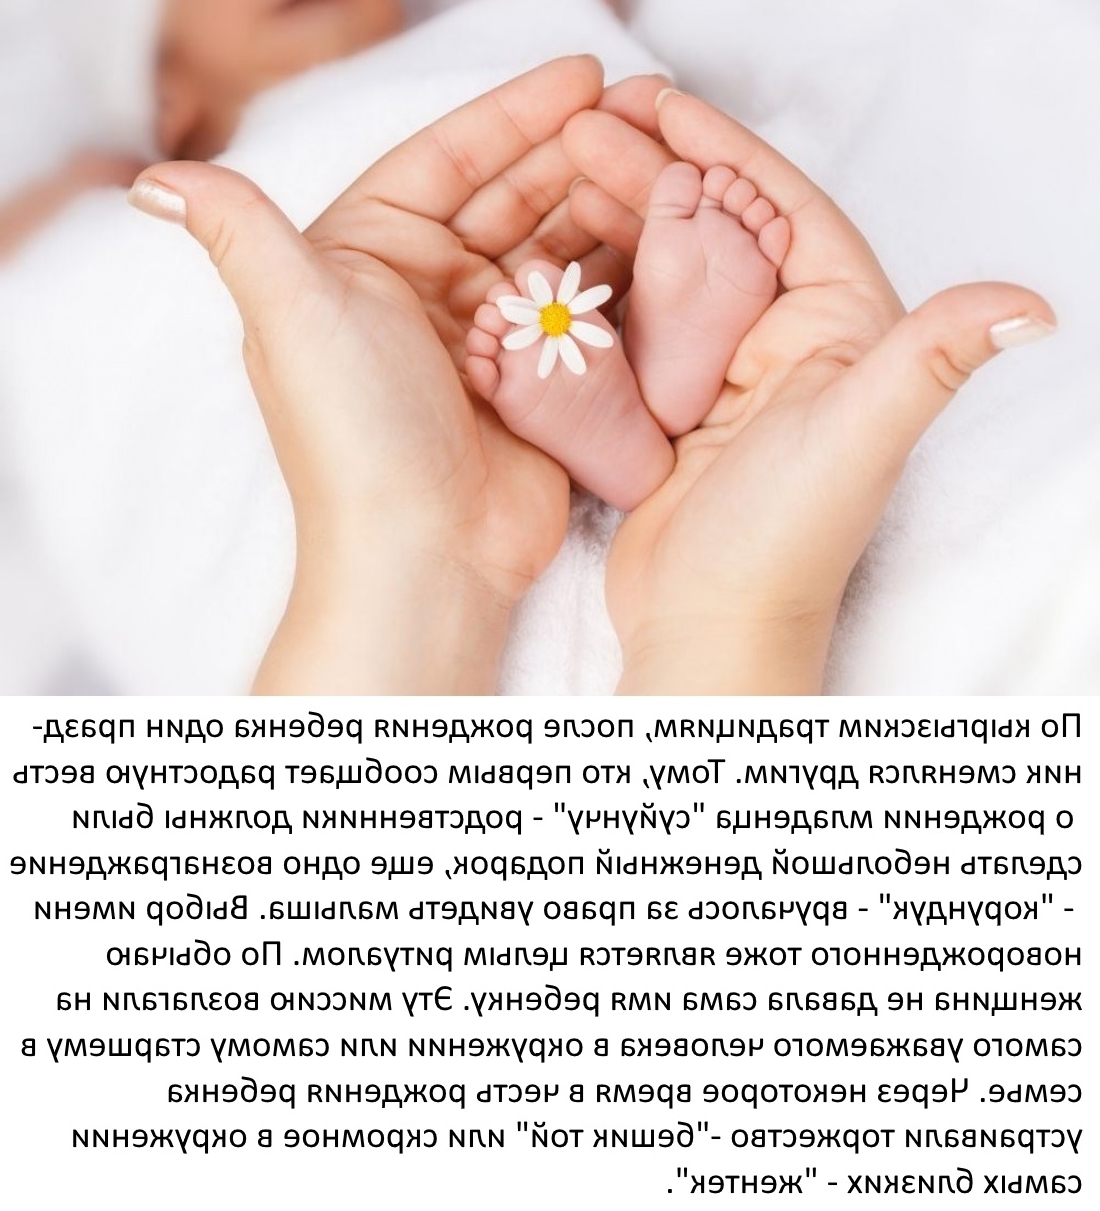 По кыргызским традициям, после рождения ребенка один празд-
ник сменялся другим. Тому, кто первым сообщает радостную весть
о рождении младенца "суйунчу" - родственники должны были
сделать небольшой денежный подарок, еще одно вознаграждение
- "корундук" - вручалось за право увидеть малыша. Выбор имени
новорожденного тоже является целым ритуалом. По обычаю
женщина не давала сама имя ребенку. Эту миссию возлагали на
самого уважаемого человека в окружении или самому старшему в
семье. Через некоторое время в честь рождения ребенка
устраивали торжество -"бешик той" или скромное в окружении
самых близких - "жентек".